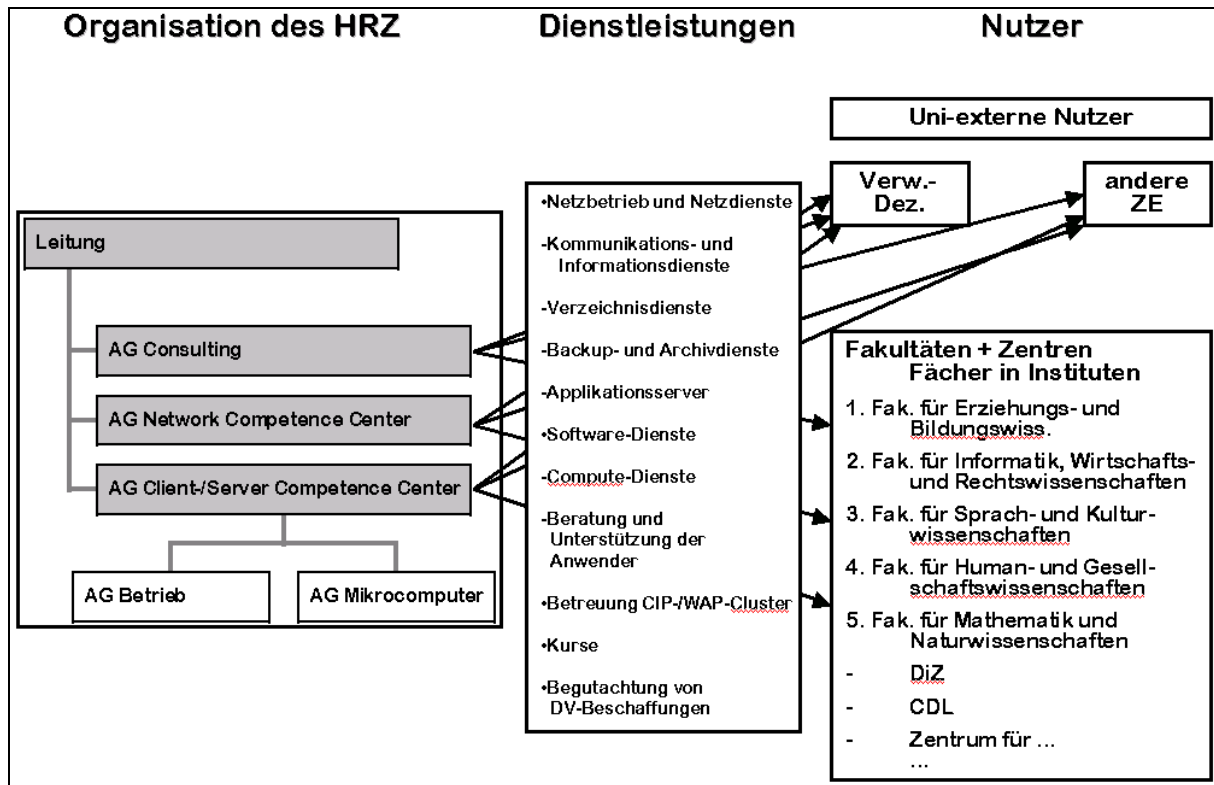 Organisation des HRZ
Dienstleistungen
Nutzer
Leitung
AG Consulting
AG Network Competence Center
AG Client-/Server Competence Center
AG Betrieb
AG Mikrocomputer
•Netzbetrieb und Netzdienste
-Kommunikations- und
Informationsdienste
-Verzeichnisdienste
-Backup- und Archivdienste
-Applikationsserver
•Software-Dienste
-Compute-Dienste
-Beratung und
Unterstützung der
Anwender
•Betreuung CIP-/WAP-Cluster
•Kurse
•Begutachtung von
DV-Beschaffungen
Uni-externe Nutzer
Verw.-
Dez.
andere
ZE
Fakultäten + Zentren
Fächer in Instituten
1. Fak. für Erziehungs- und
Bildungswiss.
2. Fak. für Informatik, Wirtschafts-
und Rechtswissenschaften
3. Fak. für Sprach- und Kultur-
wissenschaften
4. Fak. für Human- und Gesell-
schaftswissenschaften
5. Fak. für Mathematik und
Naturwissenschaften
- DiZ
- CDL
- Zentrum für ...
...